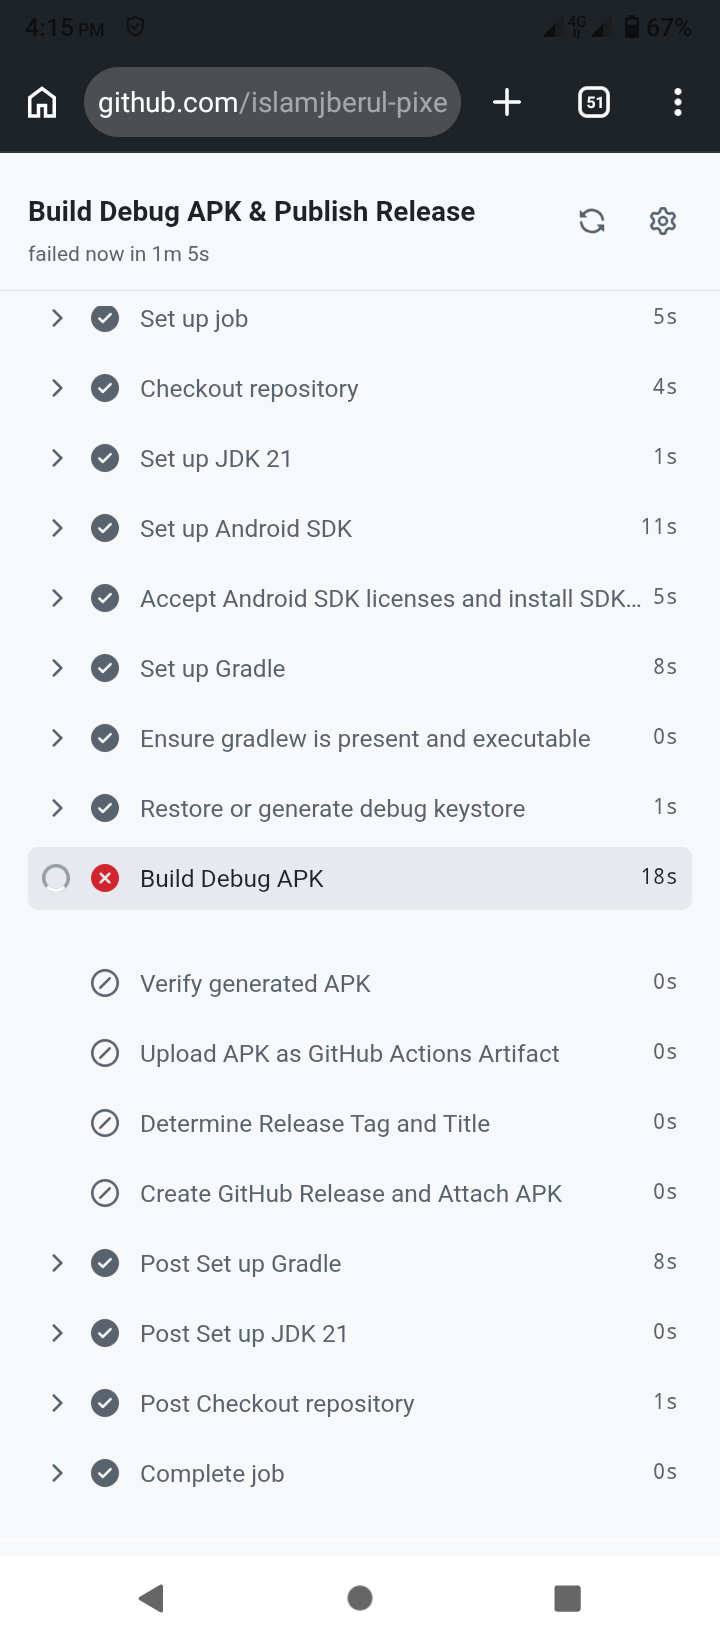 4:15 PM
4G
67%
github.com/islamjberul-pixe
51
Build Debug APK & Publish Release
failed now in 1m 5s
Set up job 5s
Checkout repository 4s
Set up JDK 21 1s
Set up Android SDK 11s
Accept Android SDK licenses and install SDK... 5s
Set up Gradle 8s
Ensure gradlew is present and executable 0s
Restore or generate debug keystore 1s
Build Debug APK 18s
Verify generated APK 0s
Upload APK as GitHub Actions Artifact 0s
Determine Release Tag and Title 0s
Create GitHub Release and Attach APK 0s
Post Set up Gradle 8s
Post Set up JDK 21 0s
Post Checkout repository 1s
Complete job 0s